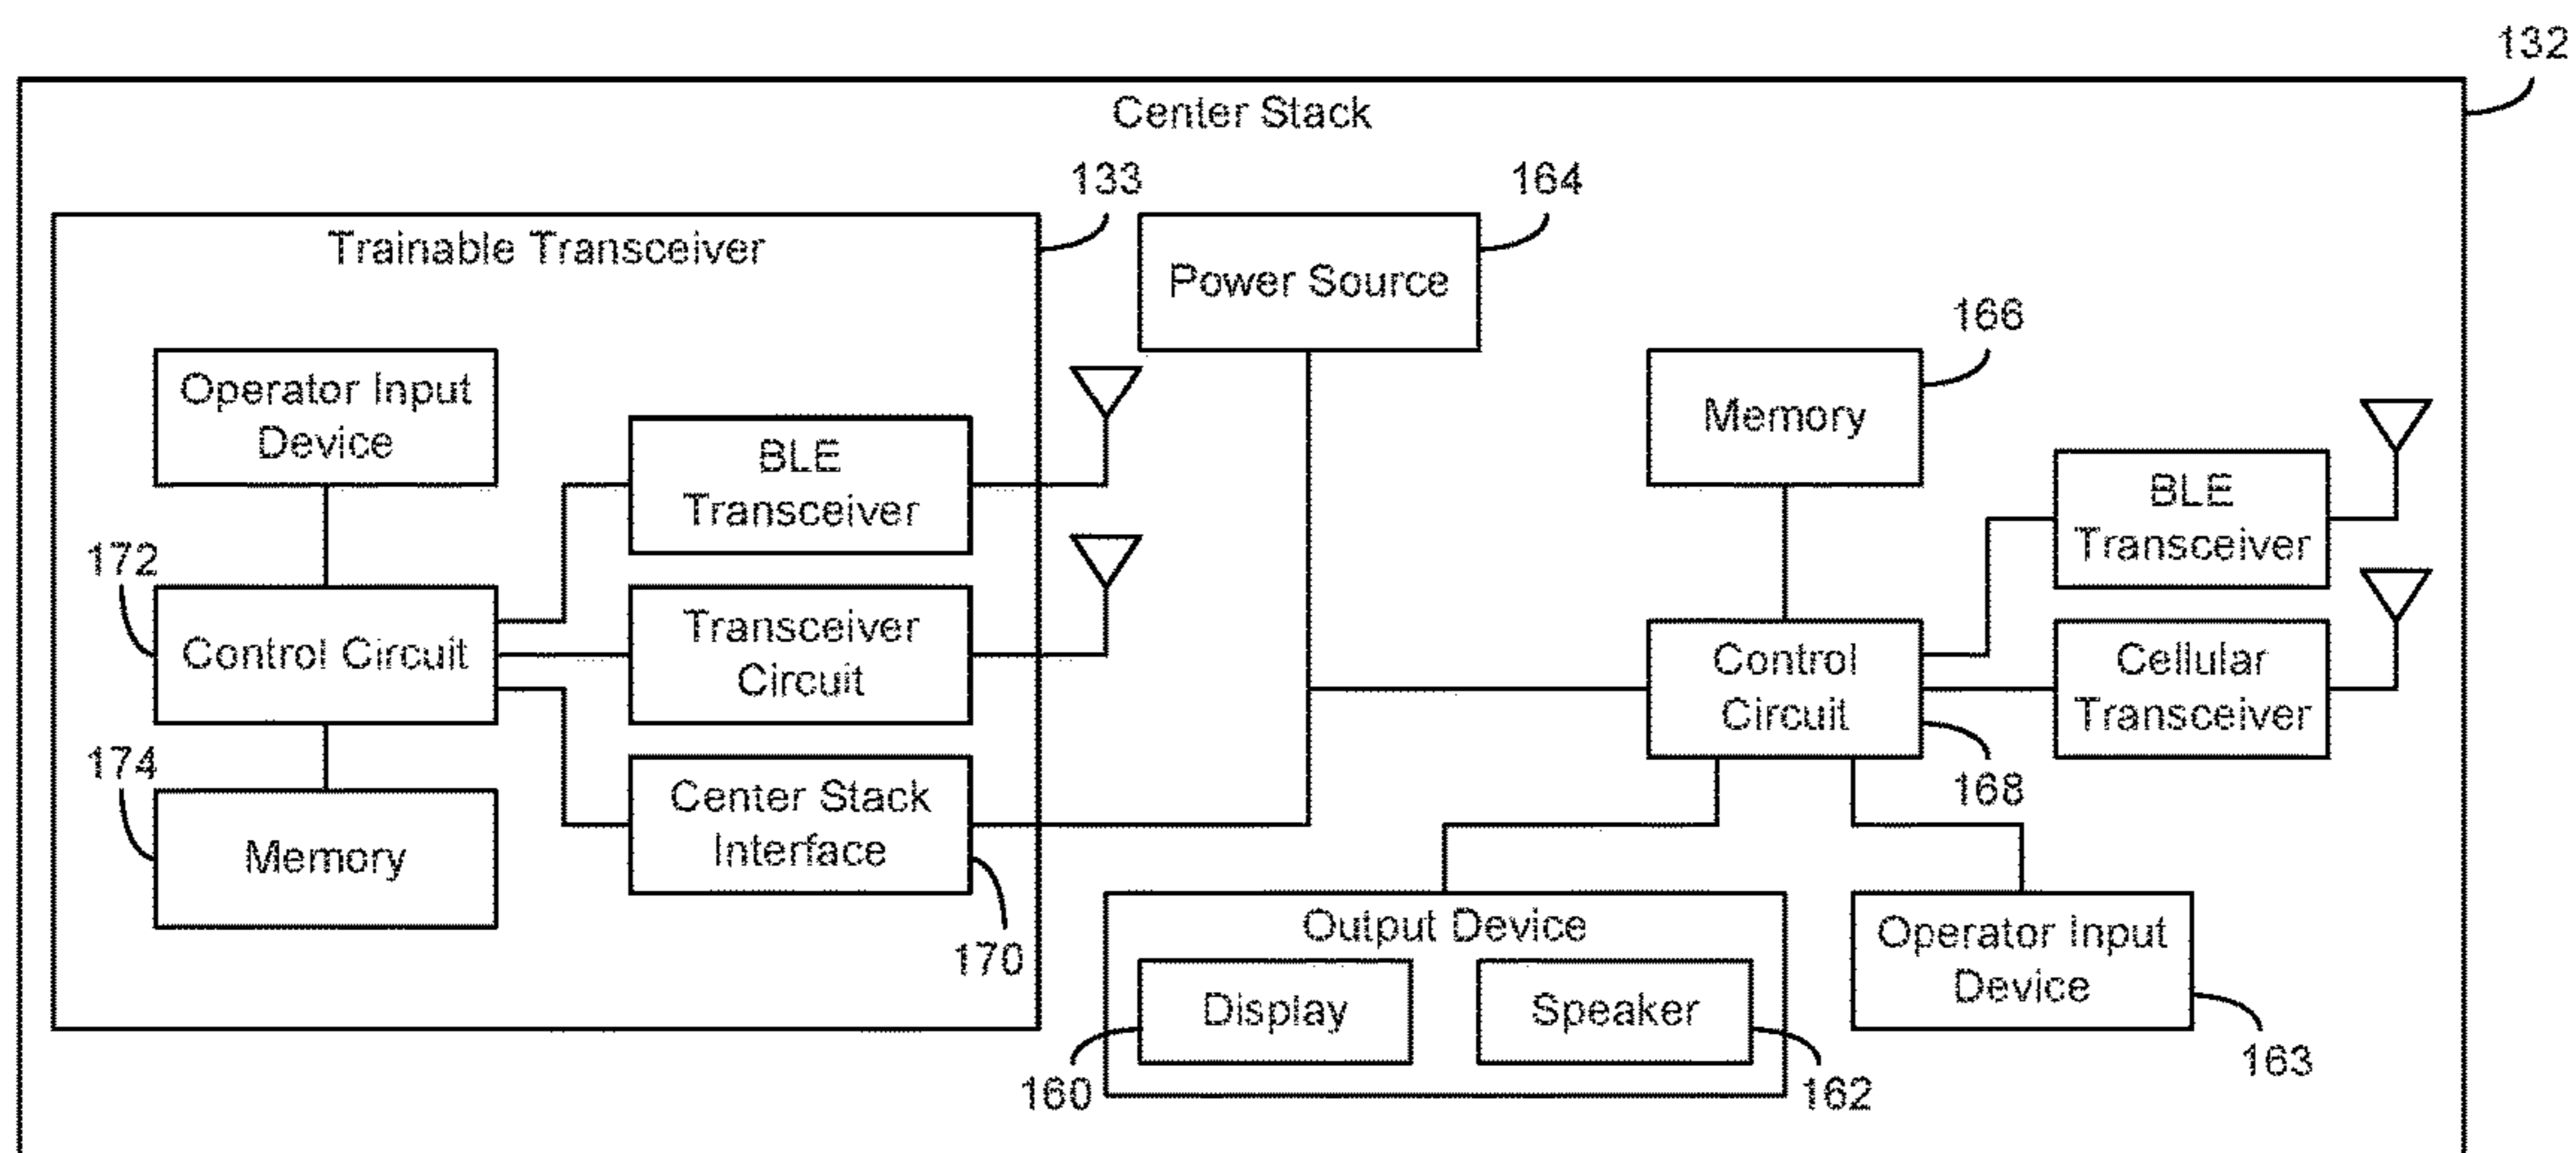 132
Center Stack
133
164
Trainable Transceiver
Power Source
166
Operator Input
Device
BLE
Transceiver
Memory
BLE
Transceiver
172
Control Circuit
Transceiver
Circuit
Control
Circuit
Cellular
Transceiver
174
Memory
Center Stack
Interface
168
170
Output Device
Display
Speaker
Operator Input
Device
160
162
163